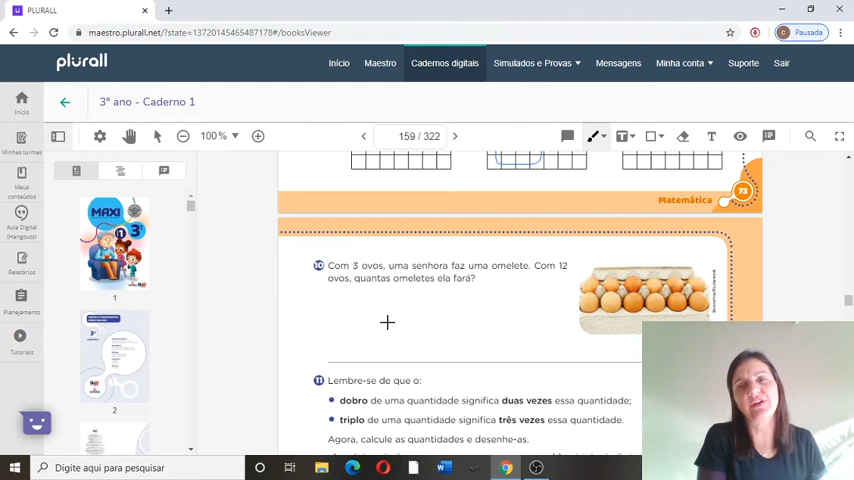 PLURALL
maestro.plurall.net/?state=13720145465487178#/booksViewer
Pausada
plurall
Início
Maestro
Cadernos digitais
Simulados e Provas
Mensagens
Minha conta
Suporte
Sair
Início
Minhas turmas
Meus conteúdos
Aula Digital (Hangouts)
Relatórios
Planejamento
Tutoriais
3º ano - Caderno 1
100%
159 / 322
MAXI
1 3º
1
2
Matemática 73
10 Com 3 ovos, uma senhora faz uma omelete. Com 12
ovos, quantas omeletes ela fará?
11 Lembre-se de que o:
dobro de uma quantidade significa duas vezes essa quantidade;
triplo de uma quantidade significa três vezes essa quantidade.
Agora, calcule as quantidades e desenhe-as.
Digite aqui para pesquisar